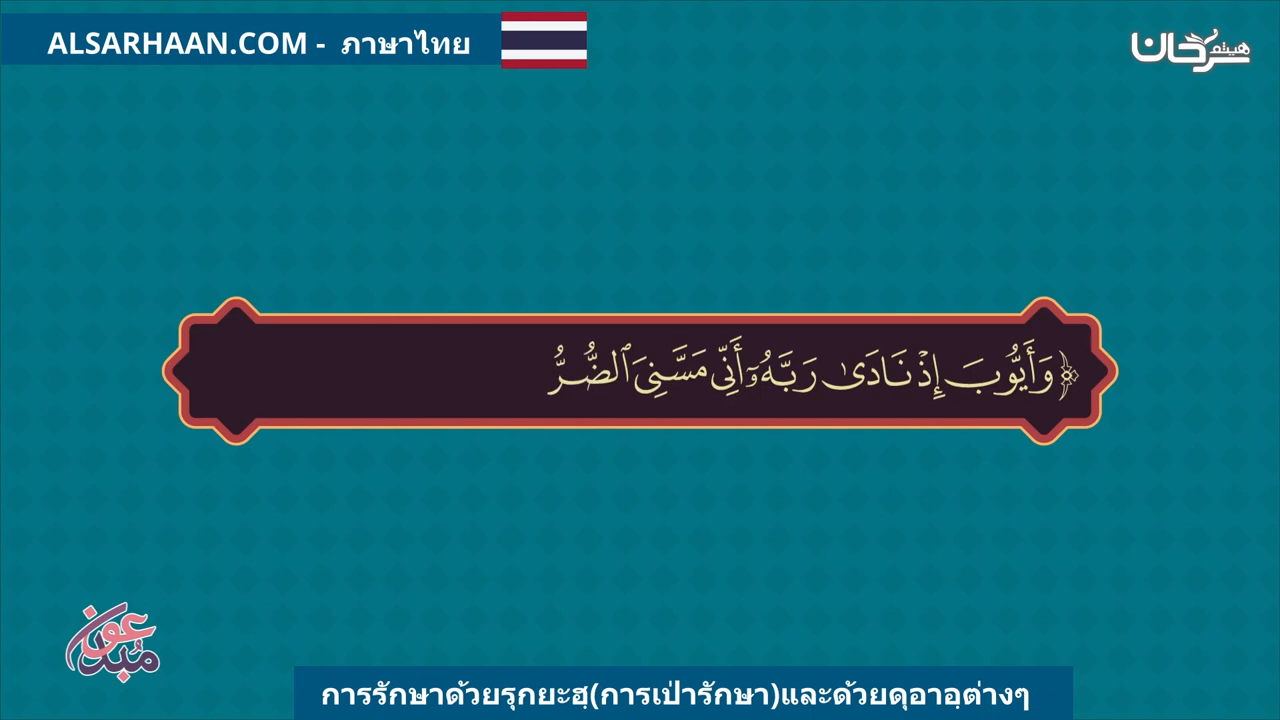 ALSARHAAN.COM - ภาษาไทย
هيثم سرحان
﴿ وَأَيُّوبَ إِذْ نَادَىٰ رَبَّهُۥٓ أَنِّي مَسَّنِيَ ٱلضُّرُّ
مبدعون
การรักษาด้วยรุกยะฮฺ(การเป่ารักษา)และด้วยดุอาอฺต่างๆ